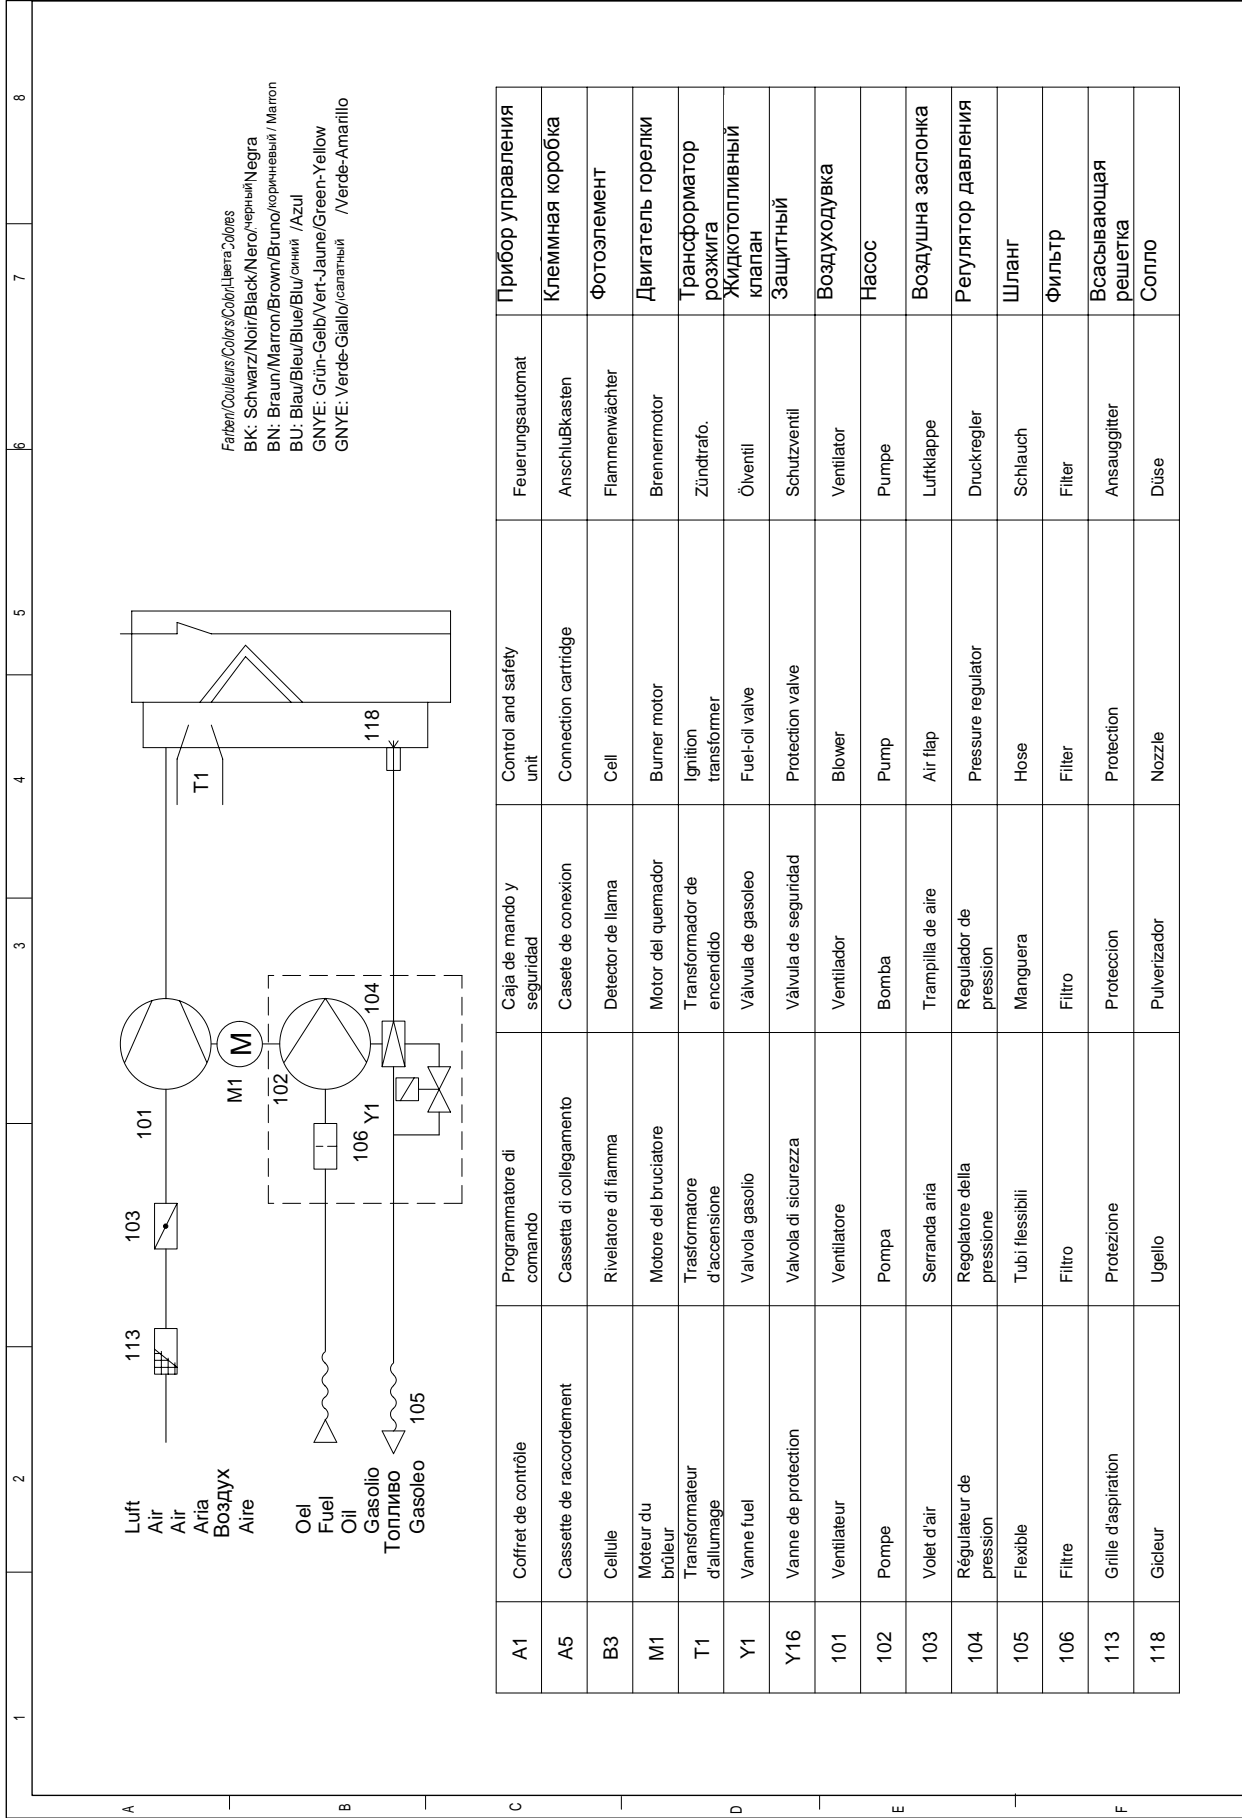 1 2 3 4 5 6 7 8
A
B
C
D
E
F
Luft
Air
Air
Aria
Воздух
Aire
Oel
Fuel
Oil
Gasolio
Топливо
Gasoleo
113
103
101
M1
M
T1
102
106
Y1
104
105
118
Farben/Couleurs/Colors/Colori/Цвета/Colores
BK: Schwarz/Noir/Black/Nero/черный/Negra
BN: Braun/Marron/Brown/Bruno/коричневый / Marron
BU: Blau/Bleu/Blue/Blu/синий /Azul
GNYE: Grün-Gelb/Vert-Jaune/Green-Yellow
GNYE: Verde-Giallo/салатный /Verde-Amarillo
A1 Coffret de contrôle Programmatore di comando Caja de mando y seguridad Control and safety unit Feuerungsautomat Прибор управления
A5 Cassette de raccordement Cassetta di collegamento Casete de conexion Connection cartridge AnschluBkasten Клеммная коробка
B3 Cellule Rivelatore di fiamma Detector de llama Cell Flammenwächter Фотоэлемент
M1 Moteur du brûleur Motore del bruciatore Motor del quemador Burner motor Brennermotor Двигатель горелки
T1 Transformateur d'allumage Trasformatore d'accensione Transformador de encendido Ignition transformer Zündtrafo. Трансформатор розжига
Y1 Vanne fuel Valvola gasolio Vàlvula de gasoleo Fuel-oil valve Ölventil Жидкотопливный клапан
Y16 Vanne de protection Valvola di sicurezza Vàlvula de seguridad Protection valve Schutzventil Защитный
101 Ventilateur Ventilatore Ventilador Blower Ventilator Воздуходувка
102 Pompe Pompa Bomba Pump Pumpe Насос
103 Volet d'air Serranda aria Trampilla de aire Air flap Luftklappe Воздушна заслонка
104 Régulateur de pression Regolatore della pressione Regulador de pression Pressure regulator Druckregler Регулятор давления
105 Flexible Tubi flessibili Manguera Hose Schlauch Шланг
106 Filtre Filtro Filtro Filter Filter Фильтр
113 Grille d'aspiration Protezione Proteccion Protection Ansauggitter Всасывающая решетка
118 Gicleur Ugello Pulverizador Nozzle Düse Сопло